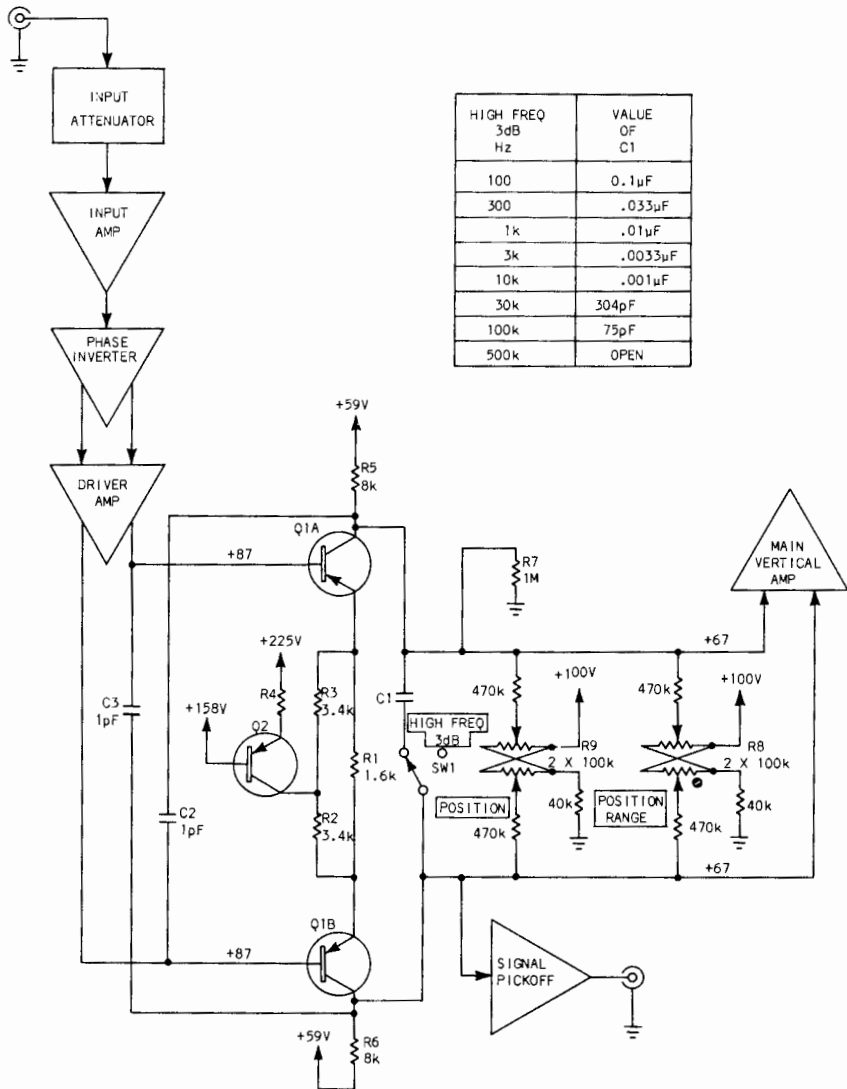 INPUT
ATTENUATOR
INPUT
AMP
PHASE
INVERTER
DRIVER
AMP
HIGH FREQ
3dB
Hz
VALUE
OF
C1
100 0.1µF
300 .033µF
1k .01µF
3k .0033µF
10k .001µF
30k 304pF
100k 75pF
500k OPEN
+59V
R5
8k
Q1A
+87
R7
1M
MAIN
VERTICAL
AMP
+67
+225V
R4
+158V
Q2
R3
3.4k
R1
1.6k
R2
3.4k
C3
1pF
C2
1pF
C1
HIGH FREQ
3dB
SW1
470k
+100V
R9
2 X 100k
POSITION
40k
470k
470k
+100V
R8
2 X 100k
POSITION
RANGE
40k
470k
+67
Q1B
+87
SIGNAL
PICKOFF
+59V
R6
8k